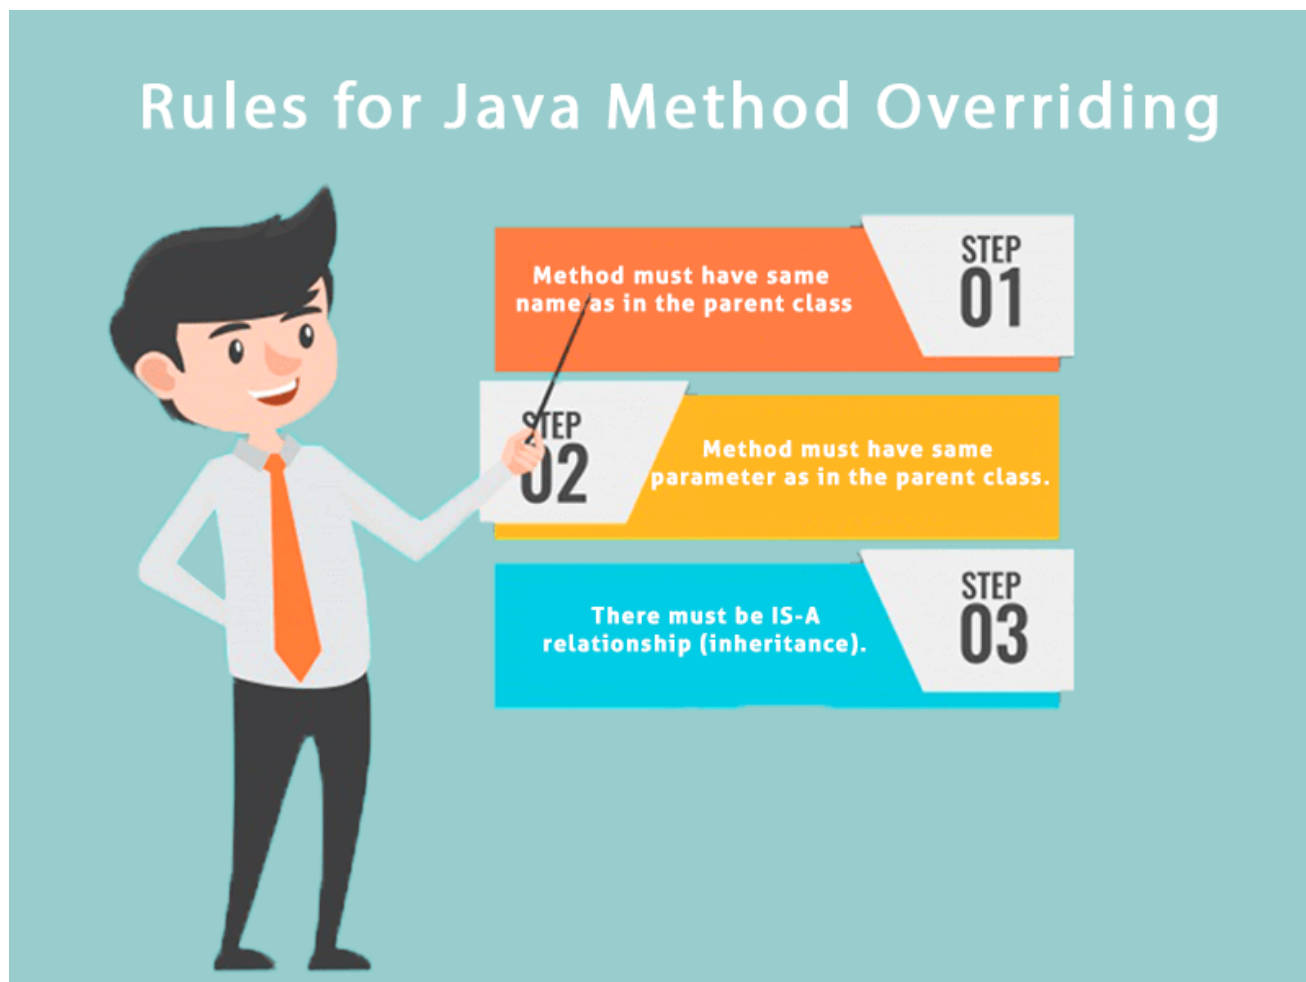 Rules for Java Method Overriding
Method must have same
name as in the parent class
STEP
01
STEP
02
Method must have same
parameter as in the parent class.
There must be IS-A
relationship (inheritance).
STEP
03